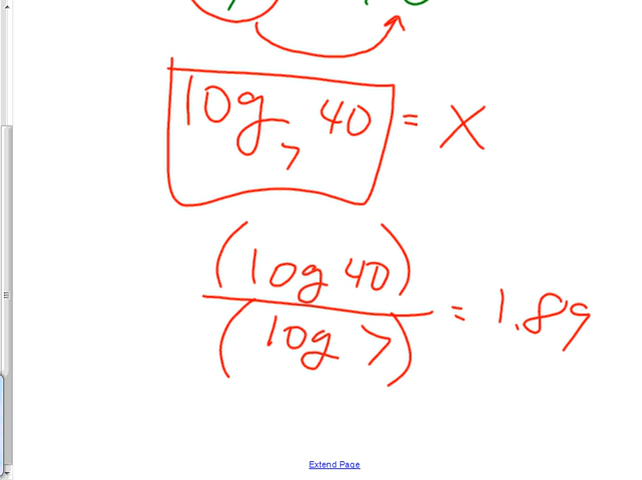 log₇ 40 = X
(log 40)
(log 7) = 1.89
Extend Page